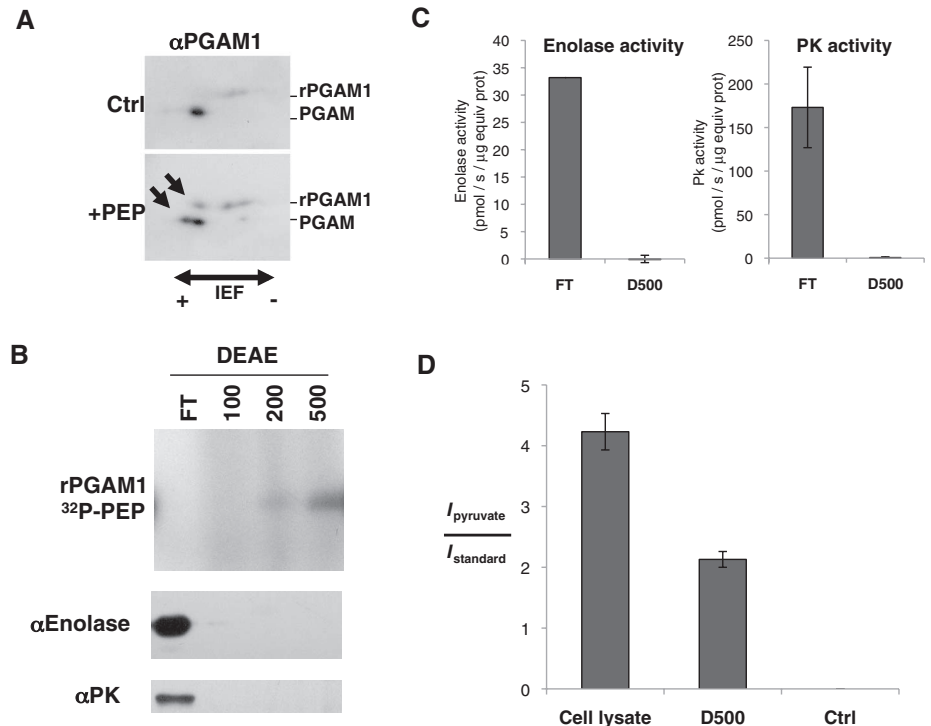 A
αPGAM1
Ctrl
rPGAM1
PGAM
+PEP
rPGAM1
PGAM
+ IEF -
B
DEAE
FT 100 200 500
rPGAM1
³²P-PEP
αEnolase
αPK
C
Enolase activity
Enolase activity
(pmol / s / µg equiv prot)
40
35
30
25
20
15
10
5
0
FT D500
PK activity
Pk activity
(pmol / s / µg equiv prot)
250
200
150
100
50
0
FT D500
D
I pyruvate
I standard
5
4
3
2
1
0
Cell lysate D500 Ctrl